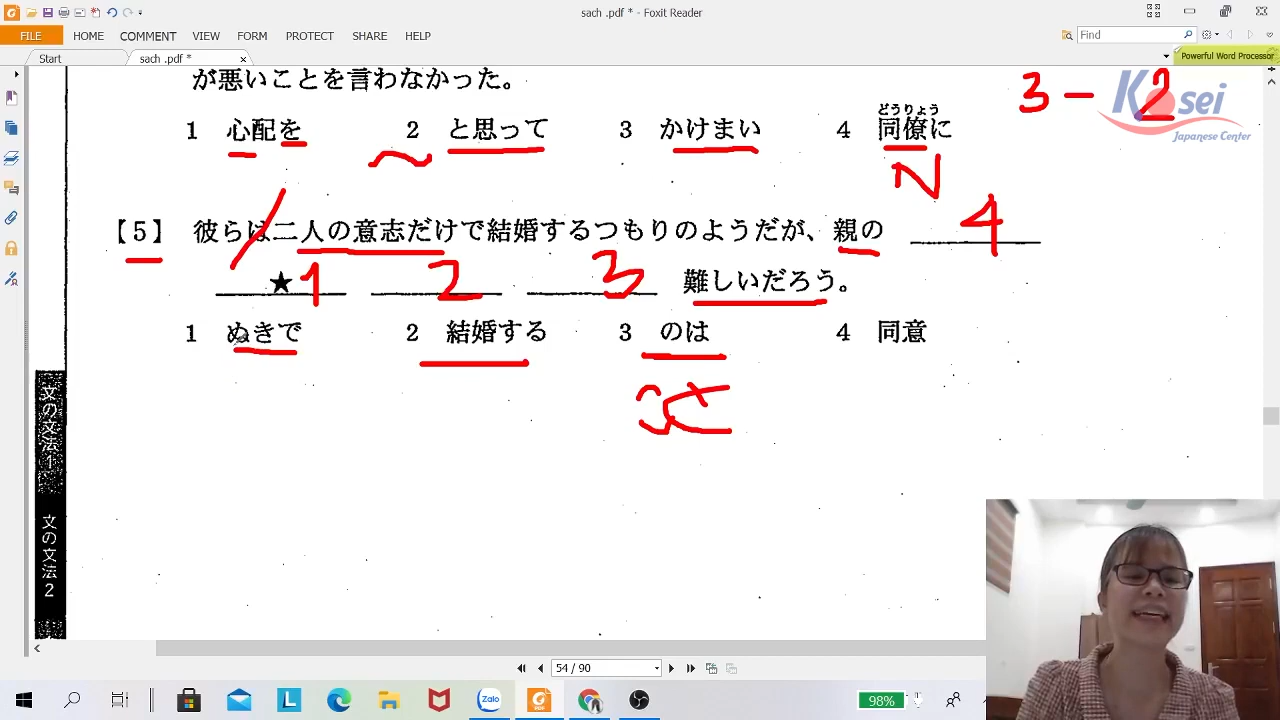 sach .pdf * - Foxit Reader
FILE HOME COMMENT VIEW FORM PROTECT SHARE HELP Find
Start sach .pdf * Powerful Word Processor
が悪いことを言わなかった。 3 - 2
Kosei
Japanese Center
どうりょう
1 心配を 2 と思って 3 かけまい 4 同僚に
N
【5】 彼らは二人の意志だけで結婚するつもりのようだが、親の 4
★ 1 2 3 難しいだろう。
1 ぬきで 2 結婚する 3 のは 4 同意
文の文法1
文の文法2
54 / 90
Zalo 98%